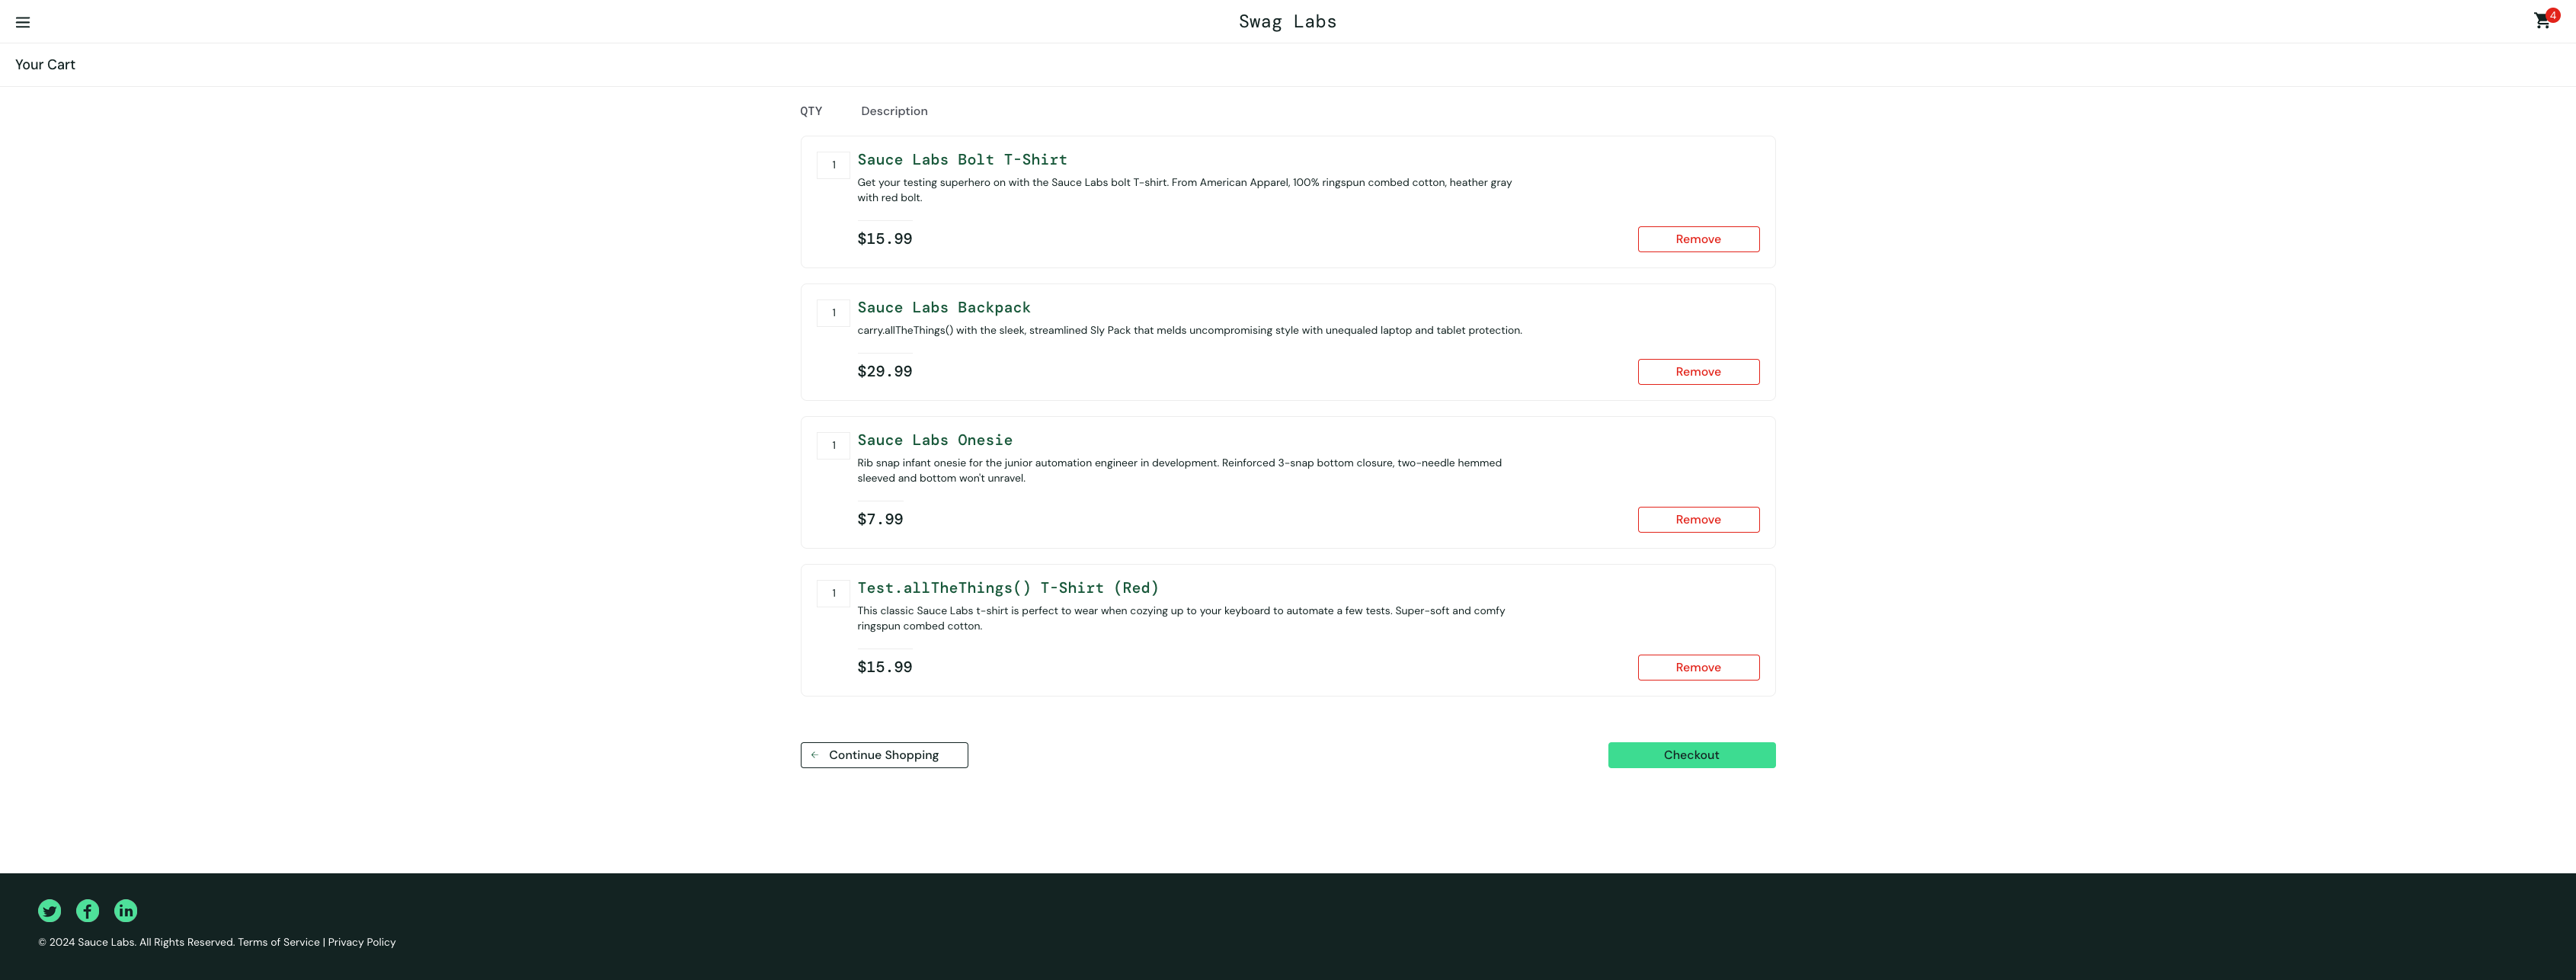 Swag Labs
4
Your Cart
QTY Description
1
Sauce Labs Bolt T-Shirt
Get your testing superhero on with the Sauce Labs bolt T-shirt. From American Apparel, 100% ringspun combed cotton, heather gray
with red bolt.
$15.99
Remove
1
Sauce Labs Backpack
carry.allTheThings() with the sleek, streamlined Sly Pack that melds uncompromising style with unequaled laptop and tablet protection.
$29.99
Remove
1
Sauce Labs Onesie
Rib snap infant onesie for the junior automation engineer in development. Reinforced 3-snap bottom closure, two-needle hemmed
sleeved and bottom won't unravel.
$7.99
Remove
1
Test.allTheThings() T-Shirt (Red)
This classic Sauce Labs t-shirt is perfect to wear when cozying up to your keyboard to automate a few tests. Super-soft and comfy
ringspun combed cotton.
$15.99
Remove
Continue Shopping
Checkout
© 2024 Sauce Labs. All Rights Reserved. Terms of Service | Privacy Policy